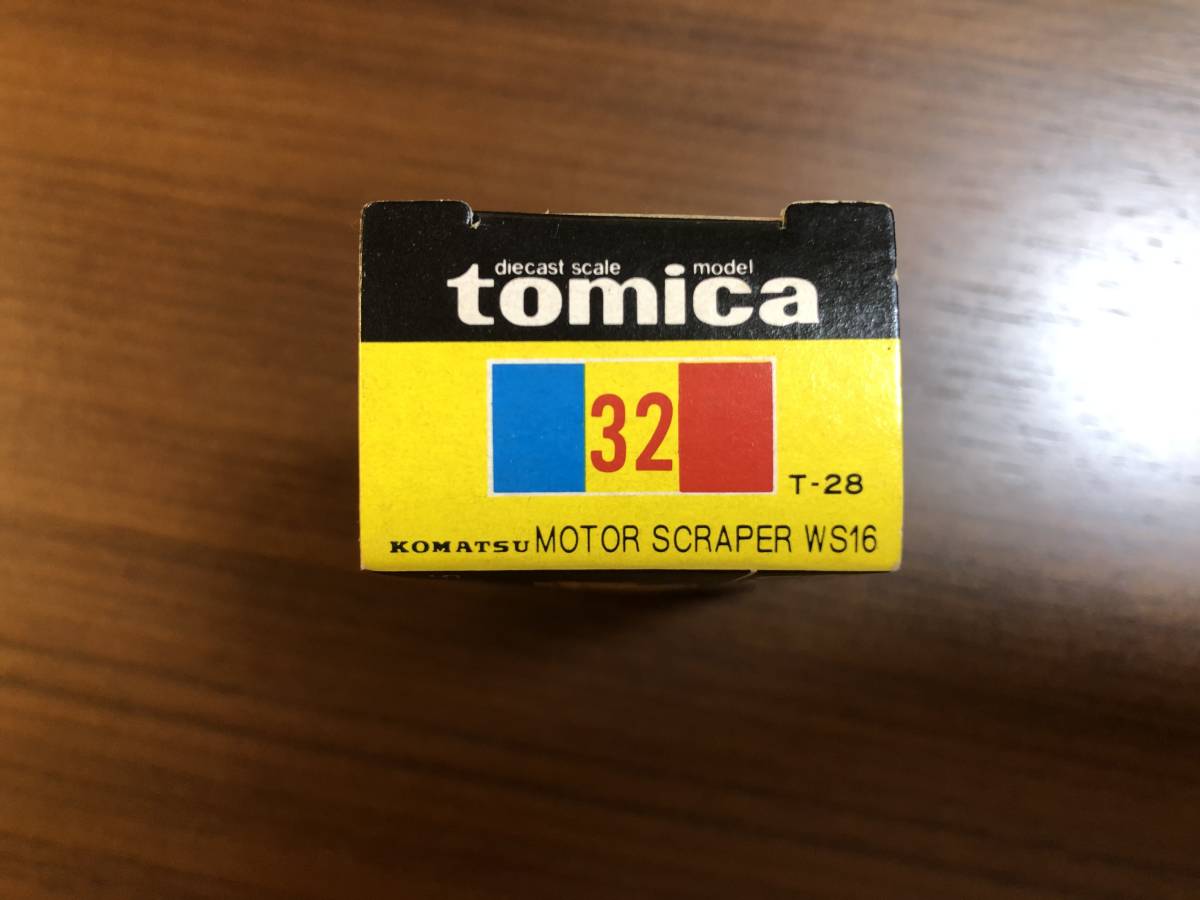 diecast scale model
tomica
32
T-28
KOMATSU MOTOR SCRAPER WS16